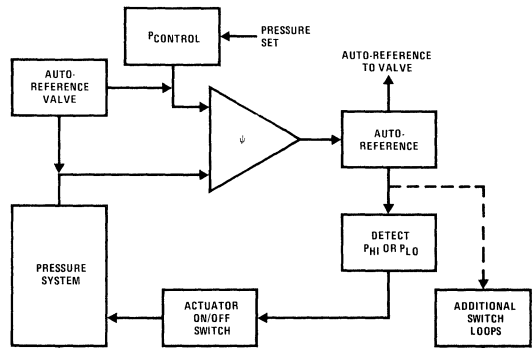 PCONTROL
PRESSURE
SET
AUTO-
REFERENCE
VALVE
AUTO-REFERENCE
TO VALVE
ψ
AUTO-
REFERENCE
DETECT
PHI OR PLO
PRESSURE
SYSTEM
ACTUATOR
ON/OFF
SWITCH
ADDITIONAL
SWITCH
LOOPS